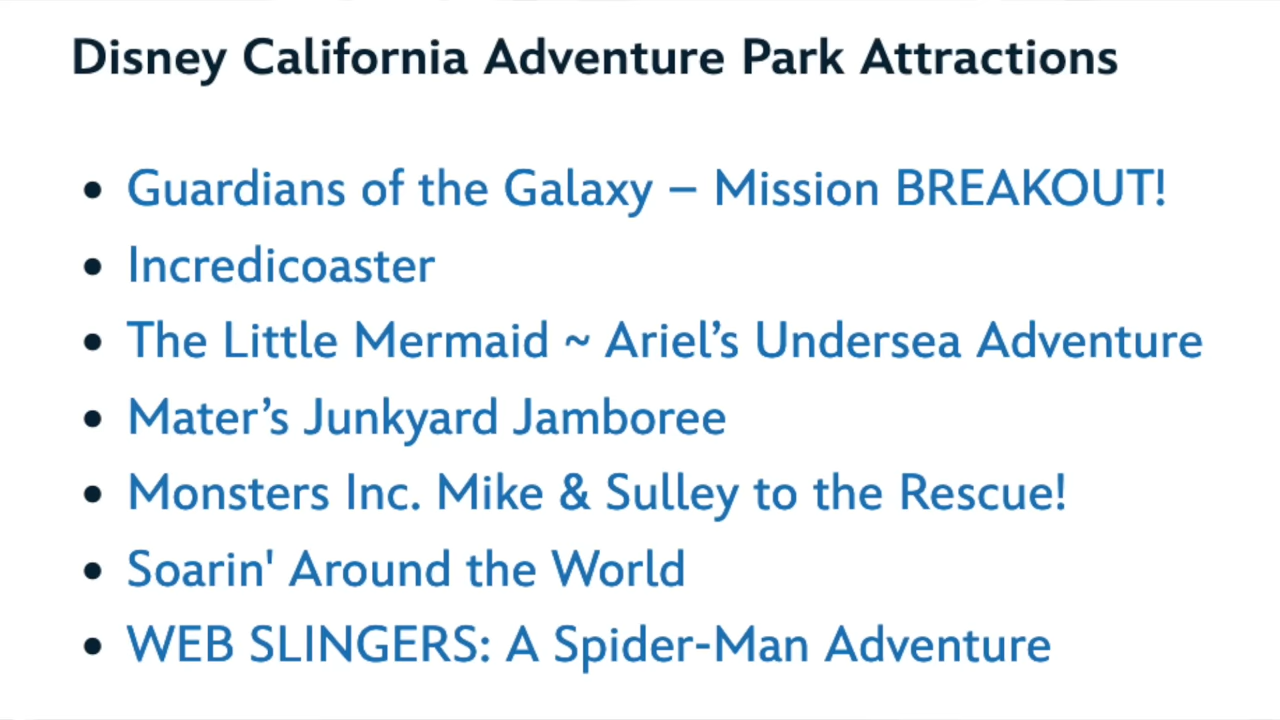 Disney California Adventure Park Attractions
• Guardians of the Galaxy – Mission BREAKOUT!
• Incredicoaster
• The Little Mermaid ~ Ariel’s Undersea Adventure
• Mater’s Junkyard Jamboree
• Monsters Inc. Mike & Sulley to the Rescue!
• Soarin' Around the World
• WEB SLINGERS: A Spider-Man Adventure